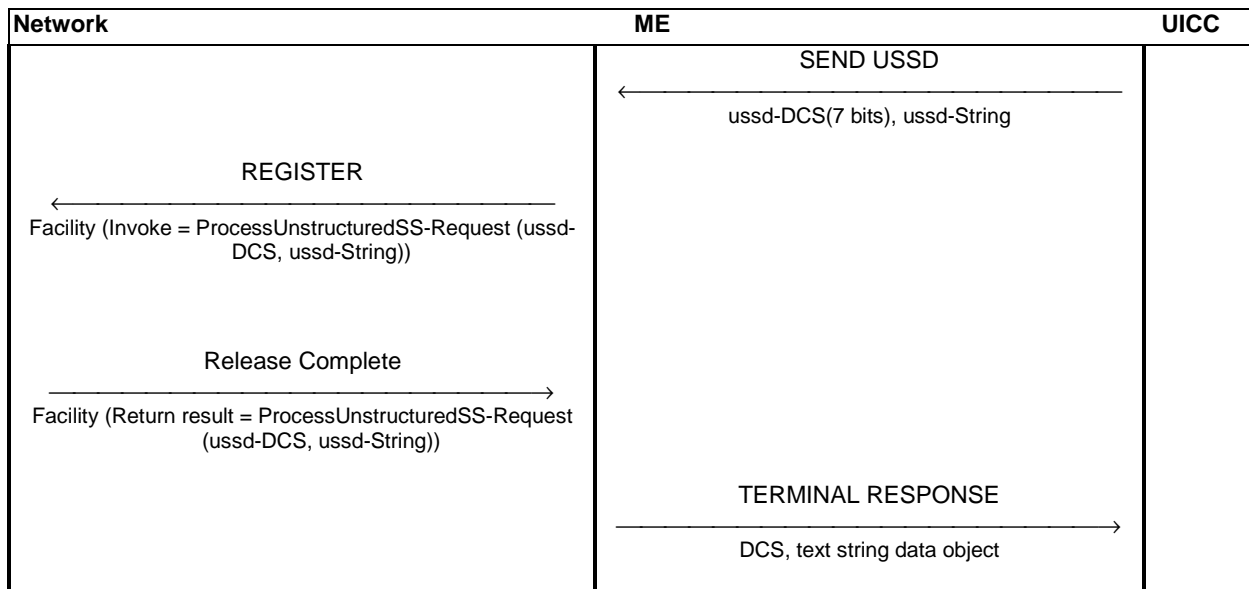 Network ME UICC
SEND USSD
ussd-DCS(7 bits), ussd-String
REGISTER
Facility (Invoke = ProcessUnstructuredSS-Request (ussd-
DCS, ussd-String))
Release Complete
Facility (Return result = ProcessUnstructuredSS-Request
(ussd-DCS, ussd-String))
TERMINAL RESPONSE
DCS, text string data object